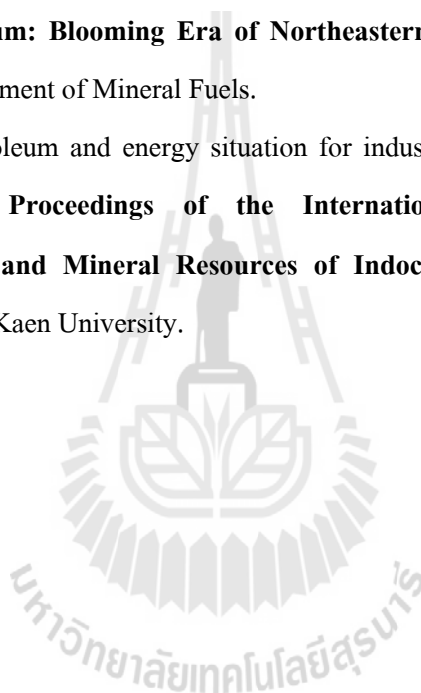 um: Blooming Era of Northeastern
ment of Mineral Fuels.
oleum and energy situation for indus
Proceedings of the Internatio
and Mineral Resources of Indoc
Kaen University.
มหาวิทยาลัยเทคโนโลยีสุรนารี